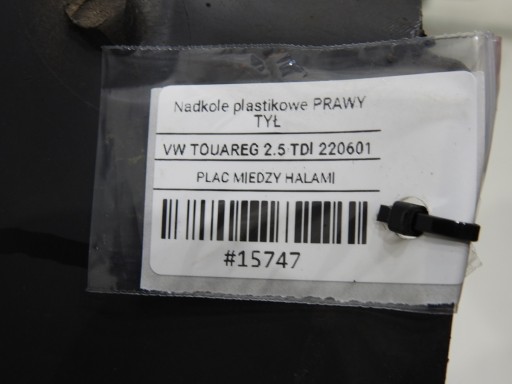 Nadkole plastikowe PRAWY
TYŁ
VW TOUAREG 2.5 TDI 220601
PLAC MIEDZY HALAMI
#15747